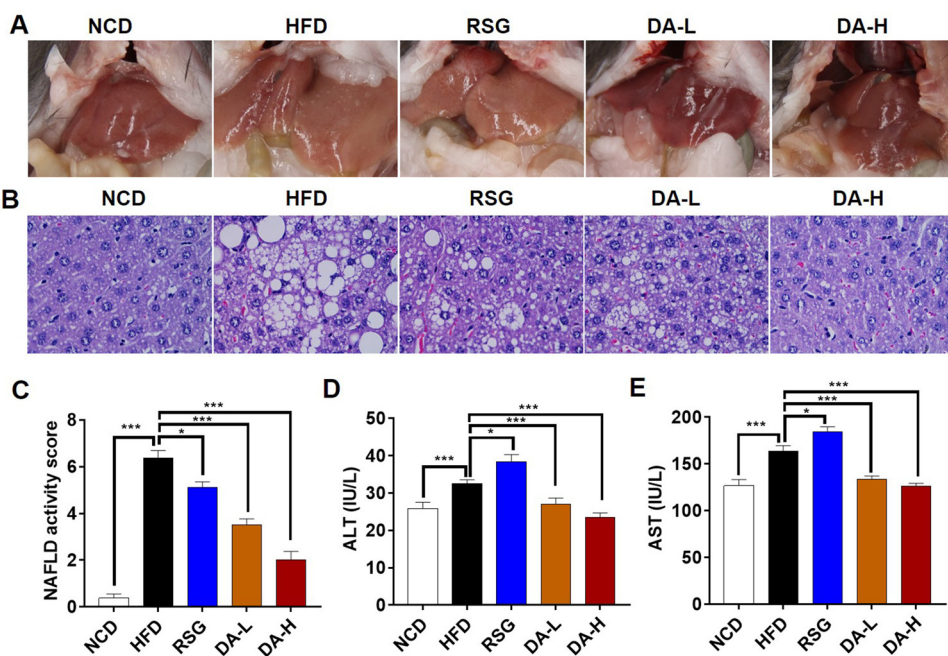 A NCD HFD RSG DA-L DA-H
B NCD HFD RSG DA-L DA-H
C
NAFLD activity score
8
6
4
2
0
***
***
***
*
NCD HFD RSG DA-L DA-H
D
ALT (IU/L)
50
40
30
20
10
0
***
***
***
*
NCD HFD RSG DA-L DA-H
E
AST (IU/L)
200
150
100
50
0
***
***
***
*
NCD HFD RSG DA-L DA-H